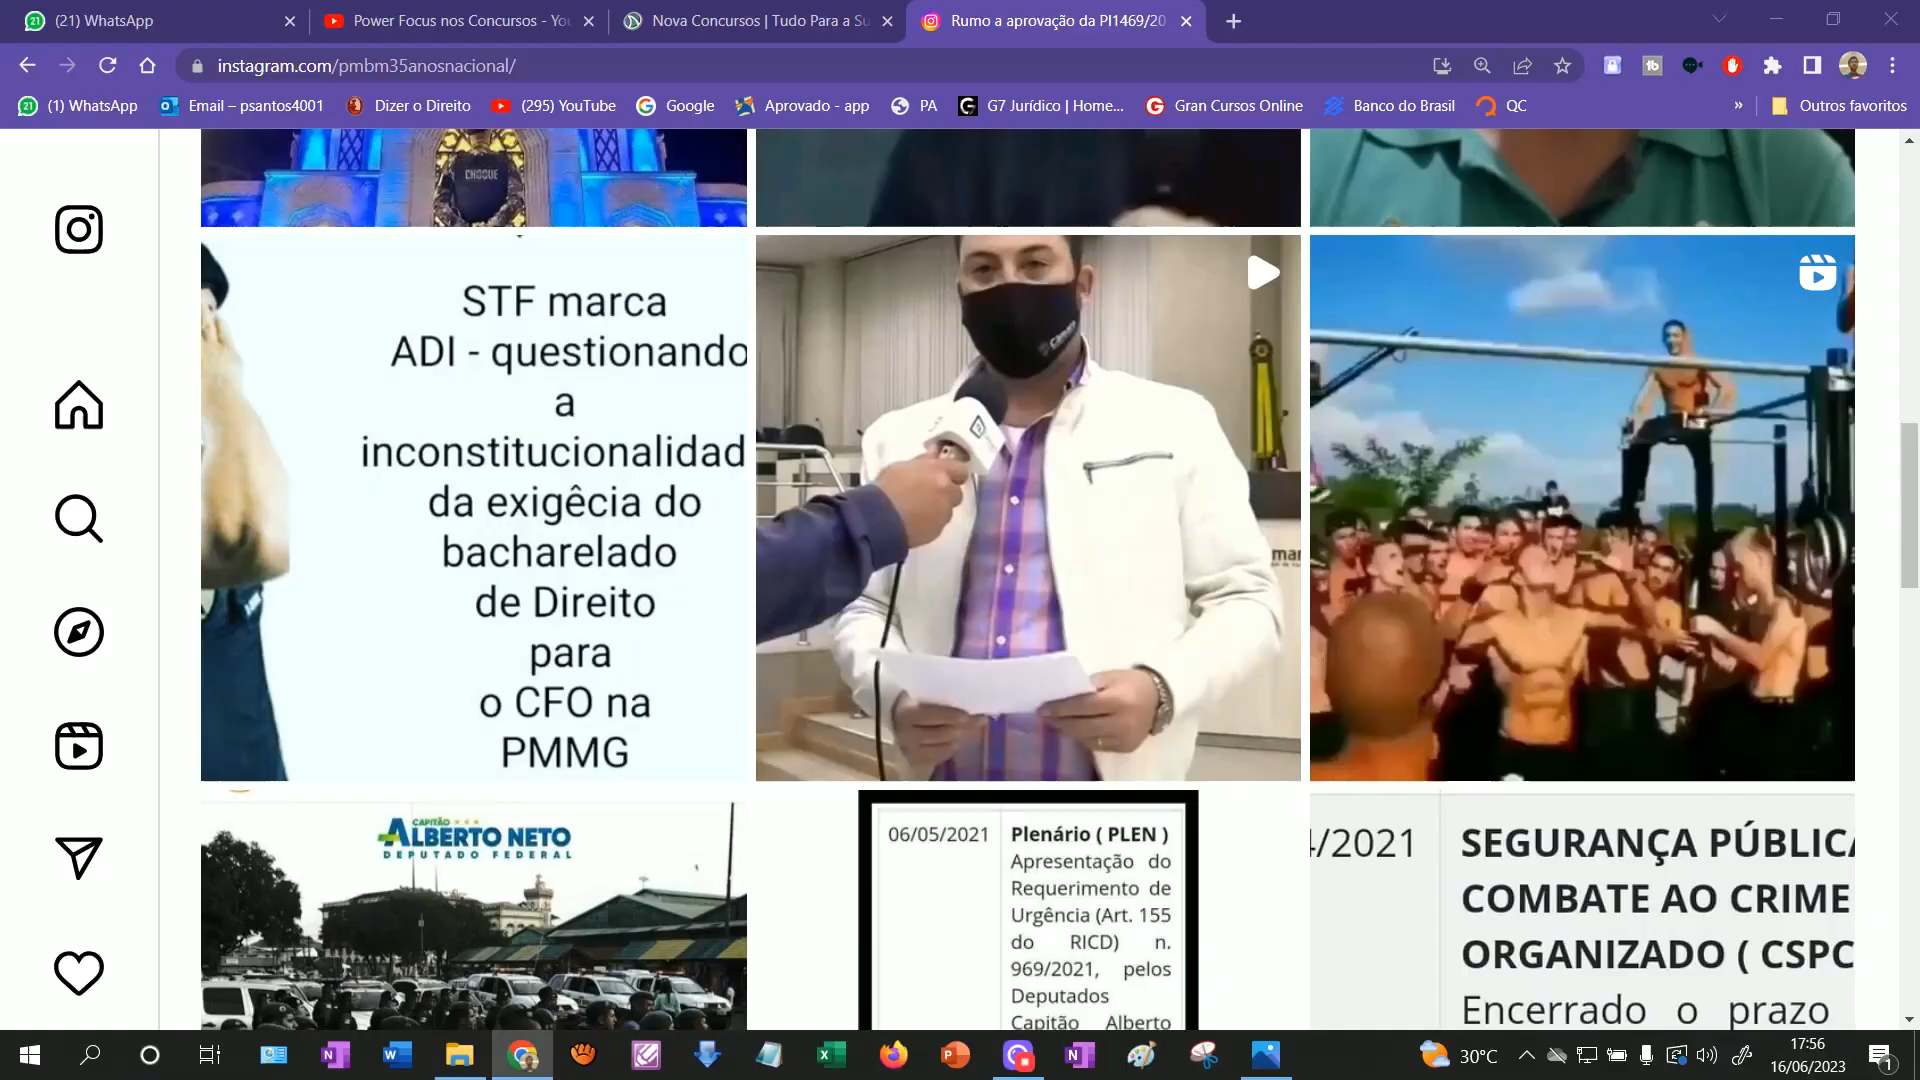 (21) WhatsApp
Power Focus nos Concursos - You
Nova Concursos | Tudo Para a Su
Rumo a aprovação da Pl1469/20
instagram.com/pmbm35anosnacional/
(1) WhatsApp
Email – psantos4001
Dizer o Direito
(295) YouTube
Google
Aprovado - app
PA
G7 Jurídico | Home...
Gran Cursos Online
Banco do Brasil
QC
»
Outros favoritos
CHOQUE
STF marca
ADI - questionando
a
inconstitucionalidad
da exigêcia do
bacharelado
de Direito
para
o CFO na
PMMG
CAPITÃO
ALBERTO NETO
DEPUTADO FEDERAL
06/05/2021
Plenário ( PLEN )
Apresentação do
Requerimento de
Urgência (Art. 155
do RICD) n.
969/2021, pelos
Deputados
Capitão Alberto
/2021
SEGURANÇA PÚBLICA
COMBATE AO CRIME
ORGANIZADO ( CSPC
Encerrado o prazo
30°C
17:56
16/06/2023
1